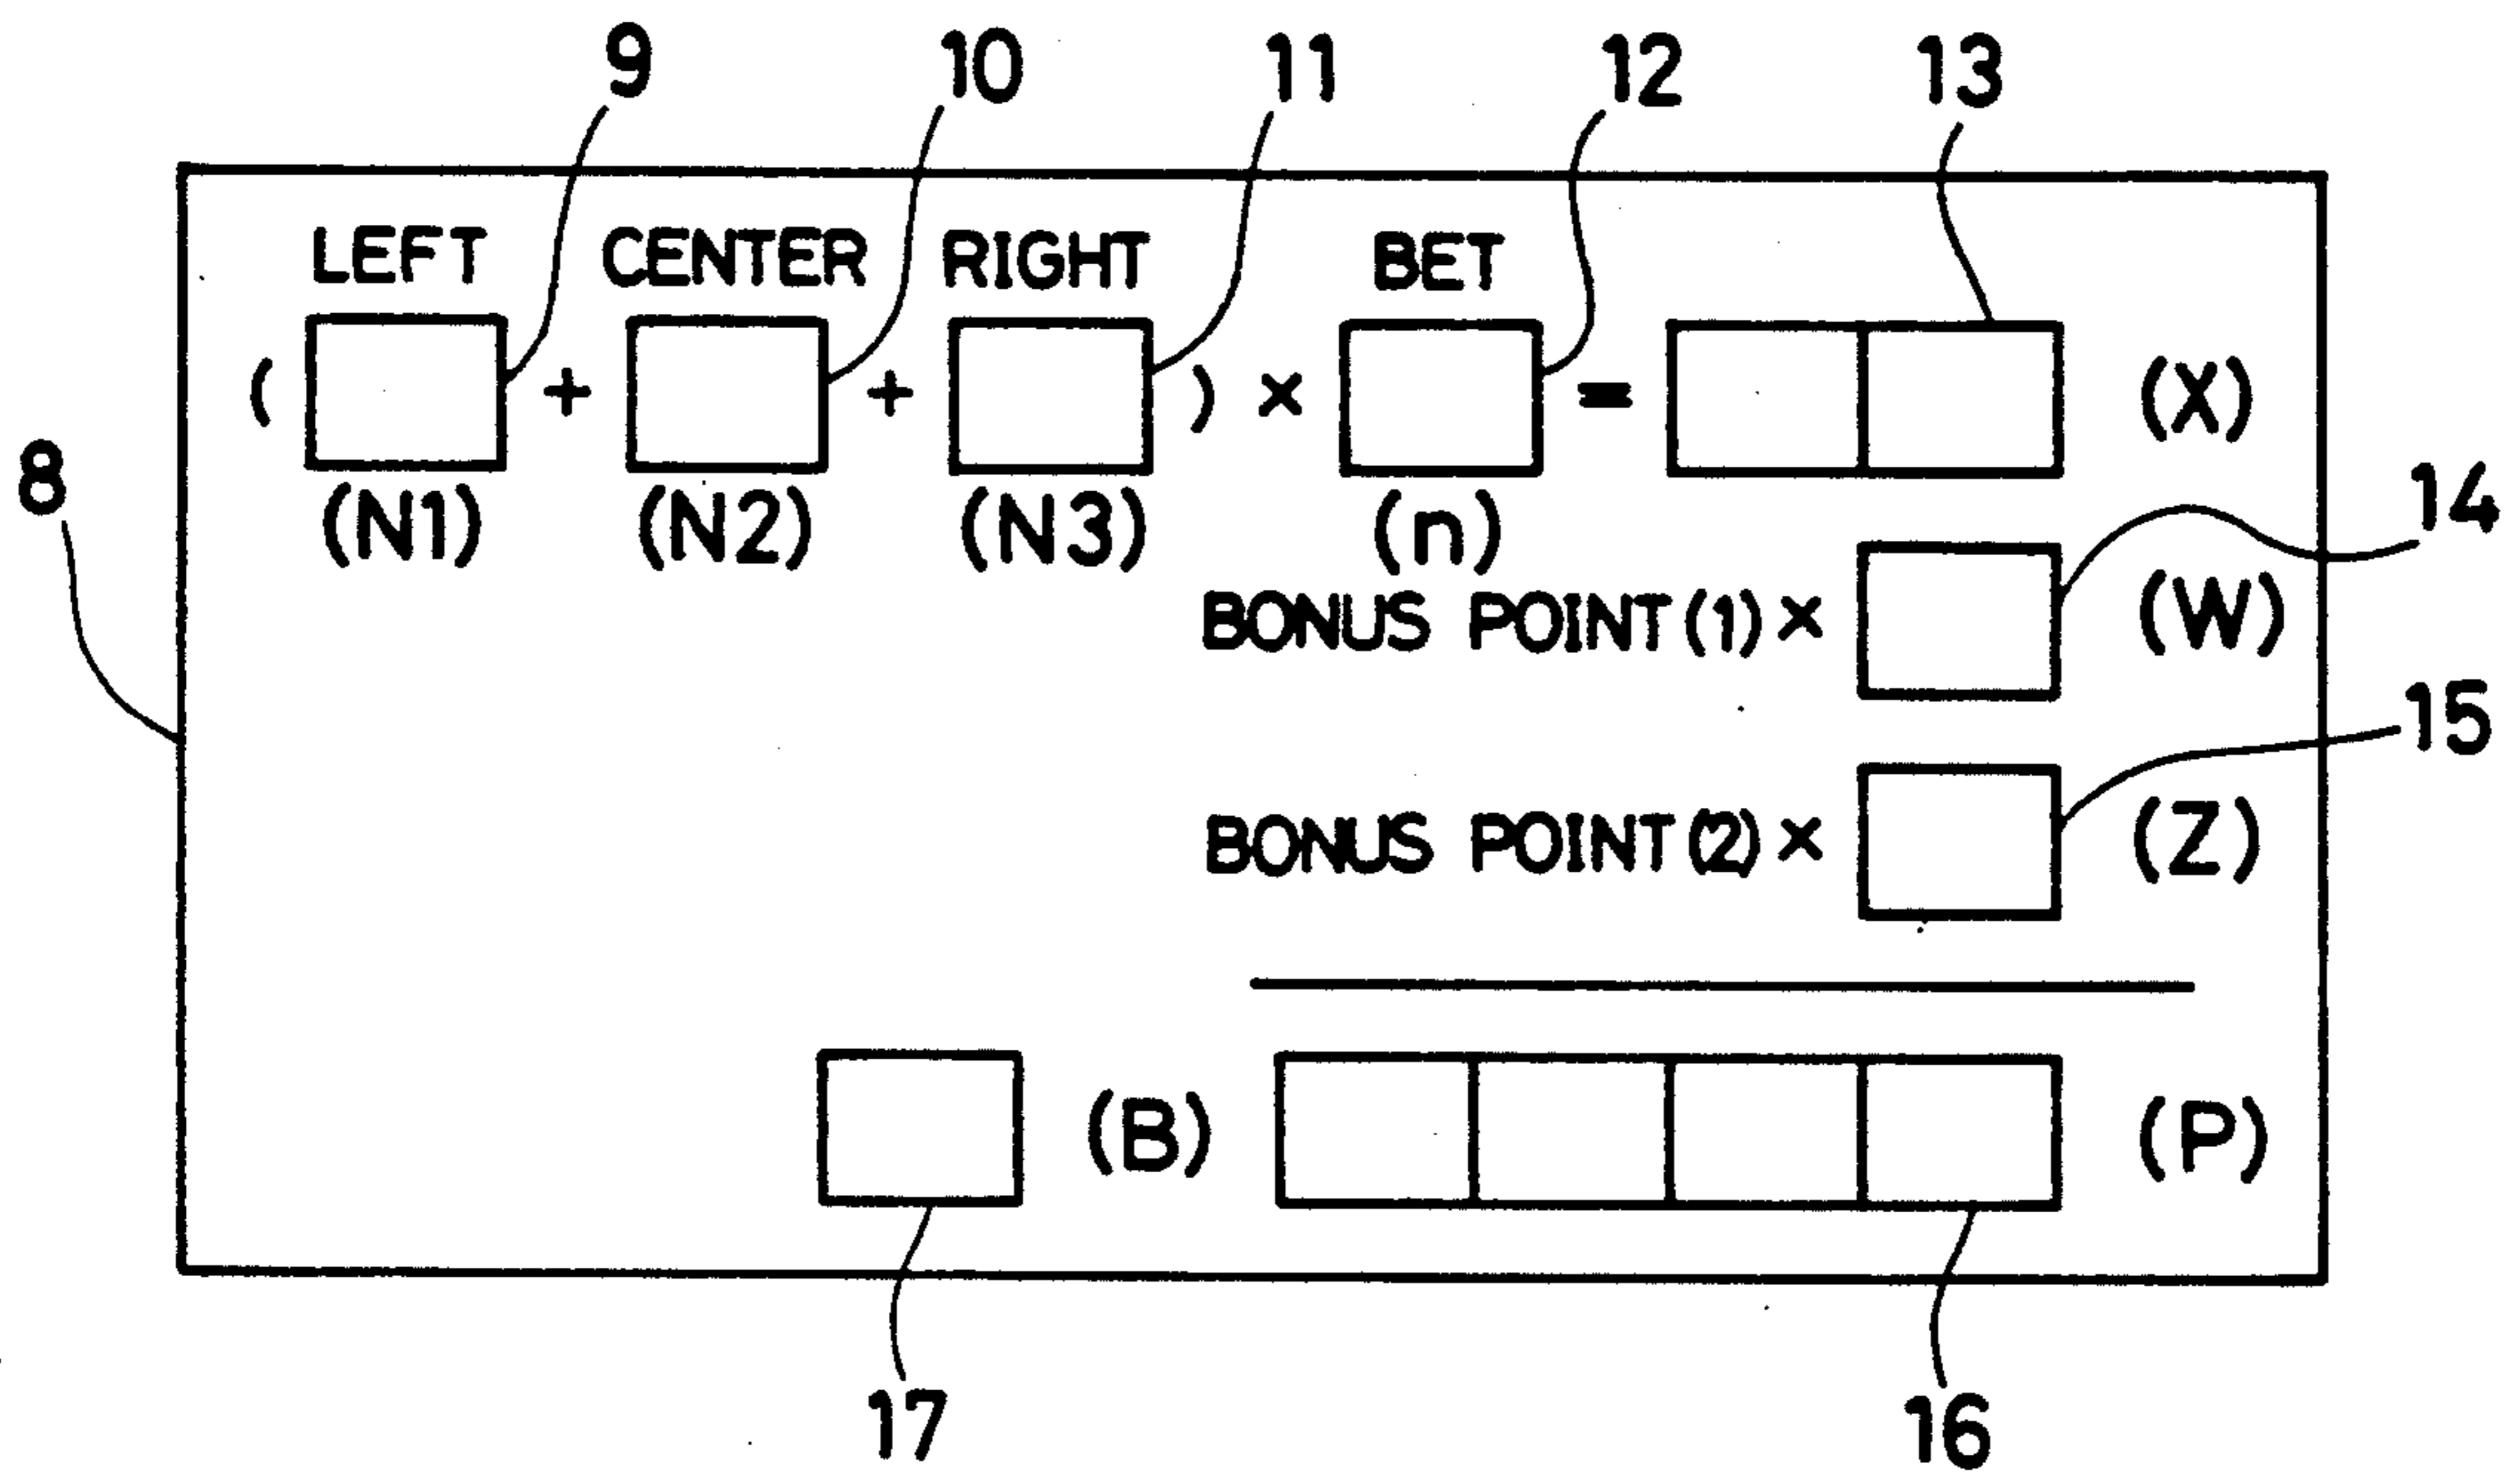 9 10 11 12 13
LEFT CENTER RIGHT BET
( + + ) × = (X)
8
(N1) (N2) (N3) (n)
14
BONUS POINT(1) × (W)
15
BONUS POINT(2) × (Z)
(B) (P)
17 16